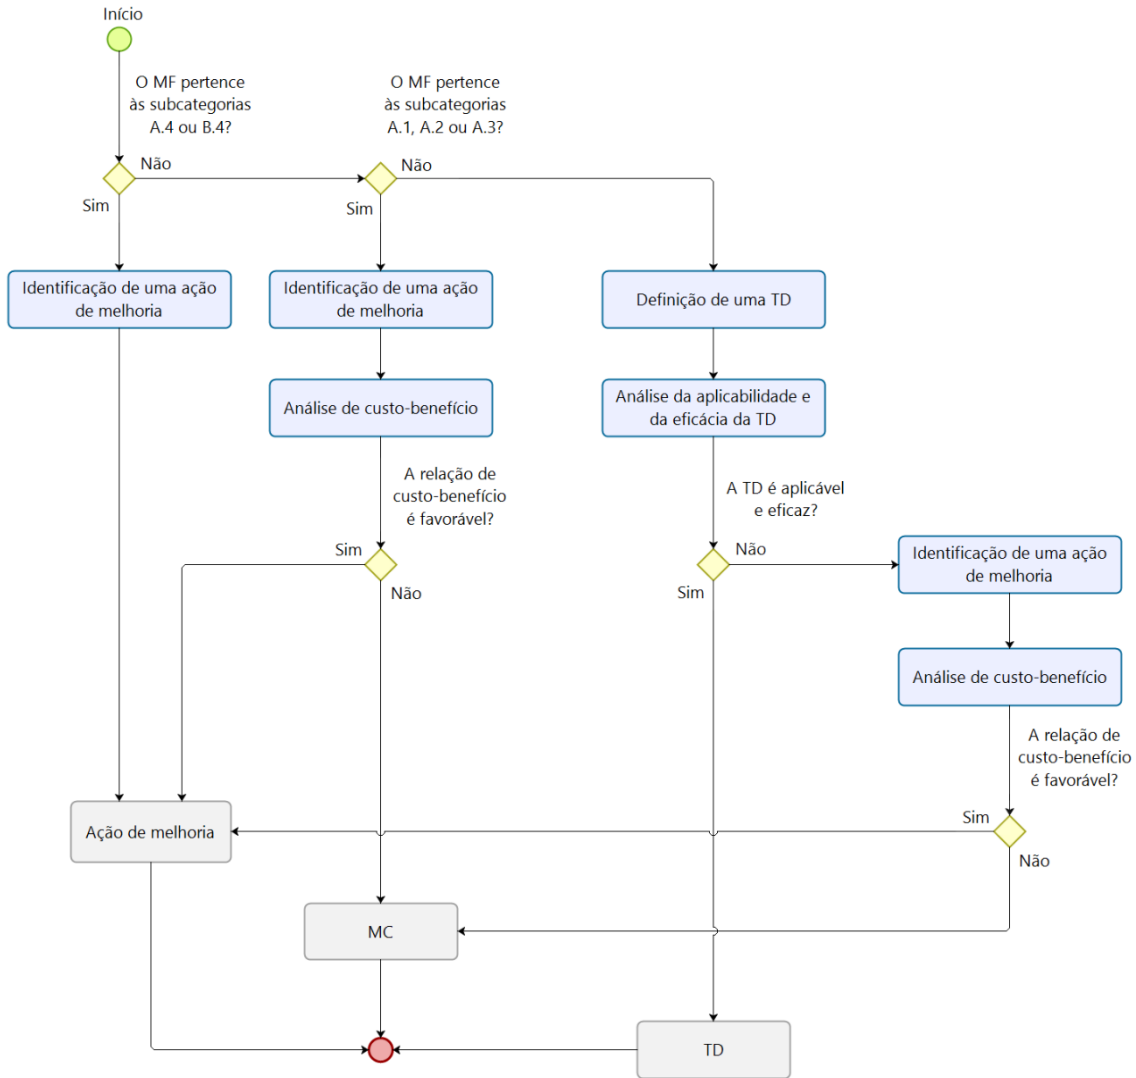 Início
O MF pertence
às subcategorias
A.4 ou B.4?
O MF pertence
às subcategorias
A.1, A.2 ou A.3?
Não
Não
Sim
Sim
Identificação de uma ação
de melhoria
Identificação de uma ação
de melhoria
Definição de uma TD
Análise de custo-benefício
Análise da aplicabilidade e
da eficácia da TD
A relação de
custo-benefício
é favorável?
A TD é aplicável
e eficaz?
Sim
Não
Não
Sim
Identificação de uma ação
de melhoria
Análise de custo-benefício
A relação de
custo-benefício
é favorável?
Sim
Não
Ação de melhoria
MC
TD